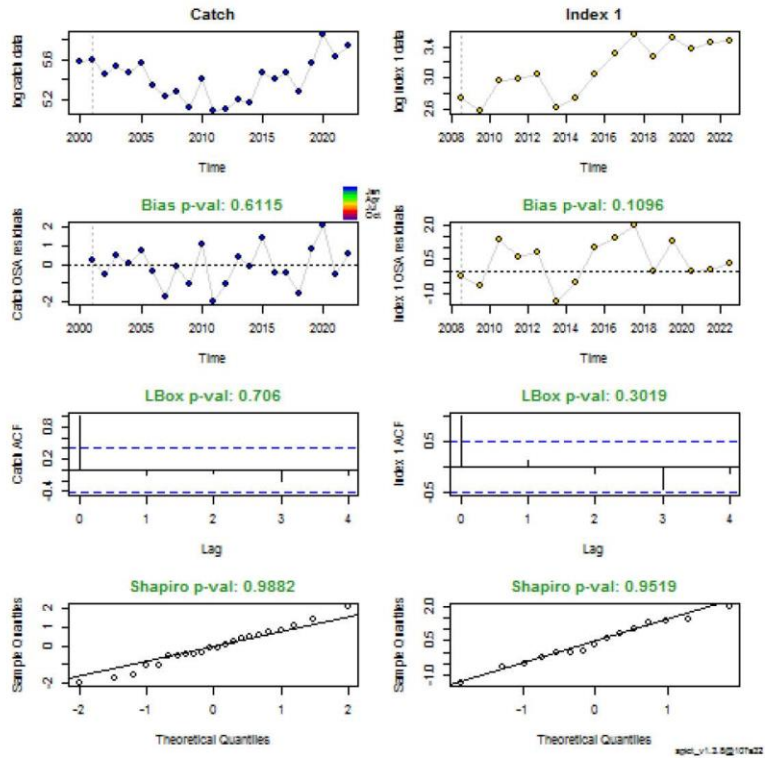 Catch
Index 1
log catch data
5.2 5.6
2000 2005 2010 2015 2020
Time
log Index 1 data
2.6 3.0 3.4
2008 2010 2012 2014 2016 2018 2020 2022
Time
Bias p-val: 0.6115
Bias p-val: 0.1096
Catch OSA residuals
-2 0 1 2
2000 2005 2010 2015 2020
Time
Index 1 OSA residuals
-1.0 0.5 2.0
2008 2010 2012 2014 2016 2018 2020 2022
Time
LBox p-val: 0.706
LBox p-val: 0.3019
Catch ACF
-0.4 0.2 0.8
0 1 2 3 4
Lag
Index 1 ACF
-0.5 0.5
0 1 2 3 4
Lag
Shapiro p-val: 0.9882
Shapiro p-val: 0.9519
Sample Quantiles
-2 0 1 2
-2 -1 0 1 2
Theoretical Quantiles
Sample Quantiles
-1.0 0.5 2.0
-1 0 1
Theoretical Quantiles